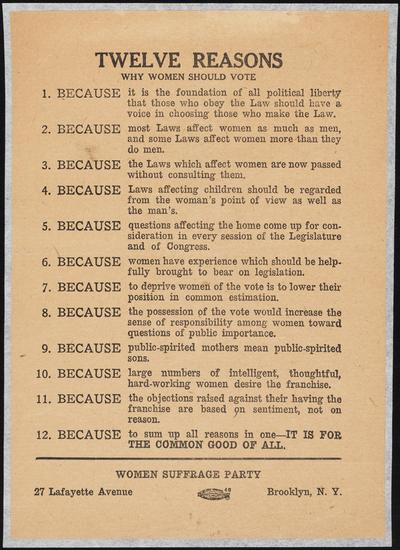 TWELVE REASONS
WHY WOMEN SHOULD VOTE
1. BECAUSE it is the foundation of all political liberty
that those who obey the Law should have a
voice in choosing those who make the Law.
2. BECAUSE most Laws affect women as much as men,
and some Laws affect women more than they
do men.
3. BECAUSE the Laws which affect women are now passed
without consulting them.
4. BECAUSE Laws affecting children should be regarded
from the woman's point of view as well as
the man's.
5. BECAUSE questions affecting the home come up for con-
sideration in every session of the Legislature
and of Congress.
6. BECAUSE women have experience which should be help-
fully brought to bear on legislation.
7. BECAUSE to deprive women of the vote is to lower their
position in common estimation.
8. BECAUSE the possession of the vote would increase the
sense of responsibility among women toward
questions of public importance.
9. BECAUSE public-spirited mothers mean public-spirited
sons.
10. BECAUSE large numbers of intelligent, thoughtful,
hard-working women desire the franchise.
11. BECAUSE the objections raised against their having the
franchise are based on sentiment, not on
reason.
12. BECAUSE to sum up all reasons in one—IT IS FOR
THE COMMON GOOD OF ALL.
WOMEN SUFFRAGE PARTY
27 Lafayette Avenue Brooklyn, N. Y.